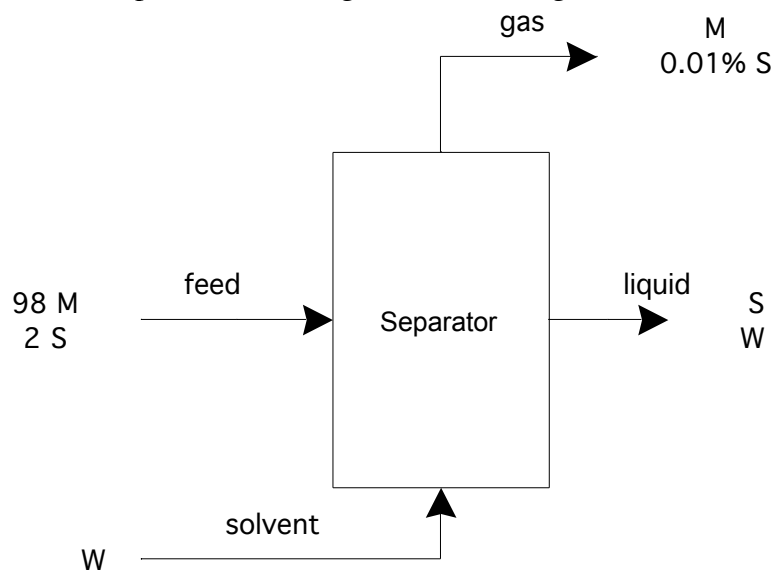 gas
M
0.01% S
feed
98 M
2 S
Separator
liquid
S
W
solvent
W